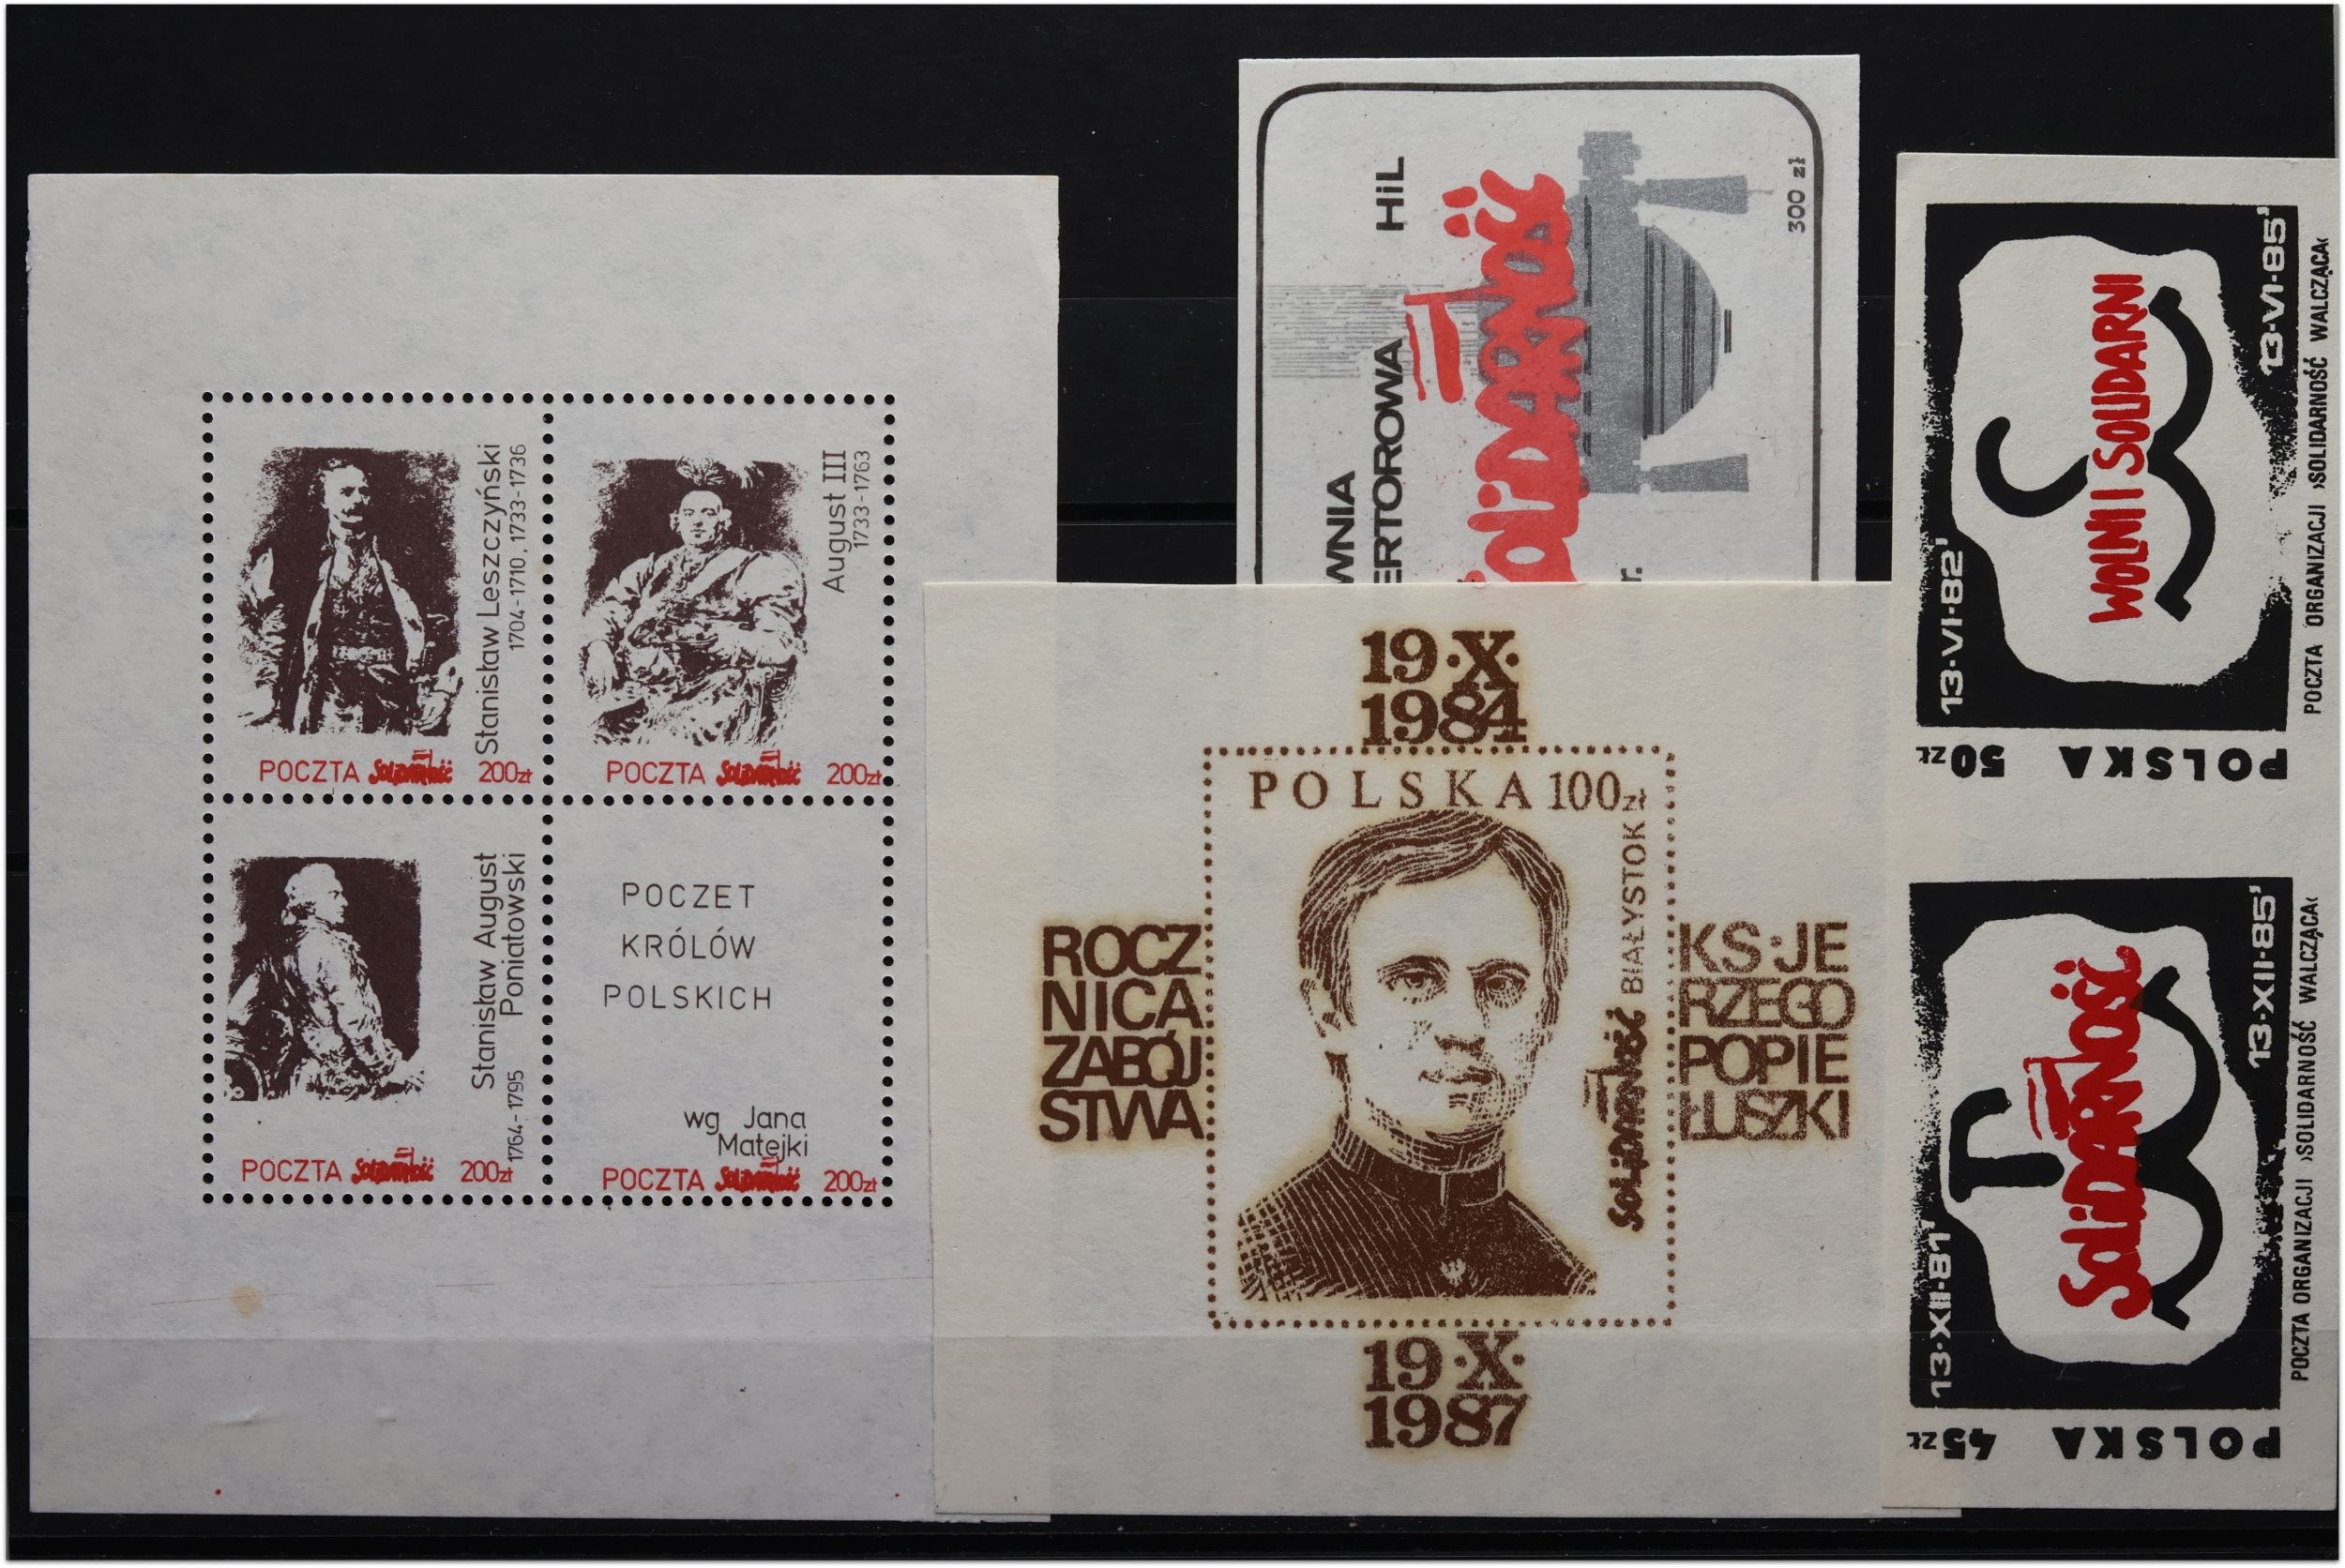 Stanisław Leszczyński
1704-1710, 1733-1736
POCZTA SOLIDARNOŚĆ 200zł
August III
1733-1763
POCZTA SOLIDARNOŚĆ 200zł
Stanisław August
Poniatowski
1764-1795
POCZTA SOLIDARNOŚĆ 200zł
POCZET
KRÓLÓW
POLSKICH
wg Jana
Matejki
POCZTA SOLIDARNOŚĆ 200zł
WNIA
ERTOROWA HiL
SOLIDARNOŚĆ
r.
300 zł
19·X·
1984
POLSKA 100zł
ROCZ
NICA
ZABÓJ
STWA
SOLIDARNOŚĆ BIAŁYSTOK
KS·JE
RZEGO
POPIE
ŁUSZKI
19·X·
1987
13·VI·82'
WOLNI I SOLIDARNI
13·VI·85'
POCZTA ORGANIZACJI ›SOLIDARNOŚĆ WALCZĄCA‹
POLSKA 50zł
13·XII·81'
SOLIDARNOŚĆ
13·XII·85'
POCZTA ORGANIZACJI ›SOLIDARNOŚĆ WALCZĄCA‹
POLSKA 45zł